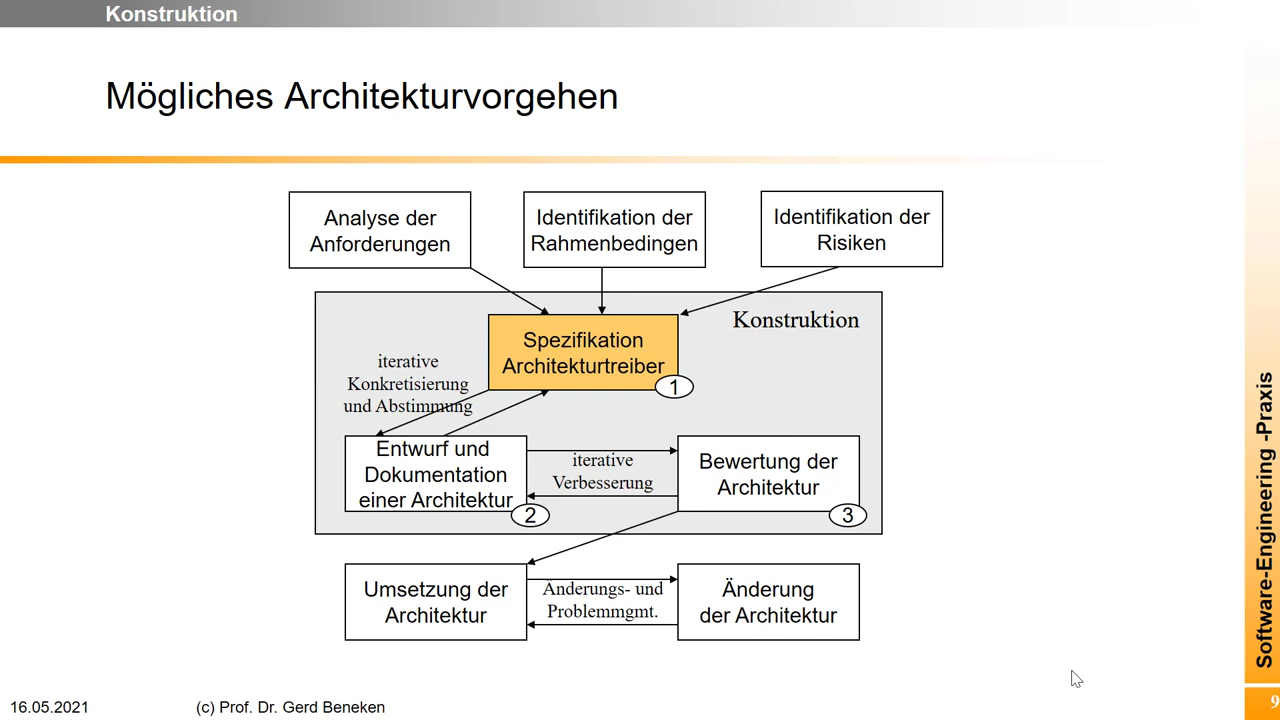 Konstruktion
Mögliches Architekturvorgehen
Analyse der
Anforderungen
Identifikation der
Rahmenbedingen
Identifikation der
Risiken
Konstruktion
Spezifikation
Architekturtreiber
1
iterative
Konkretisierung
und Abstimmung
Entwurf und
Dokumentation
einer Architektur
2
iterative
Verbesserung
Bewertung der
Architektur
3
Umsetzung der
Architektur
Änderungs- und
Problemmgmt.
Änderung
der Architektur
Software-Engineering -Praxis
16.05.2021
(c) Prof. Dr. Gerd Beneken
9